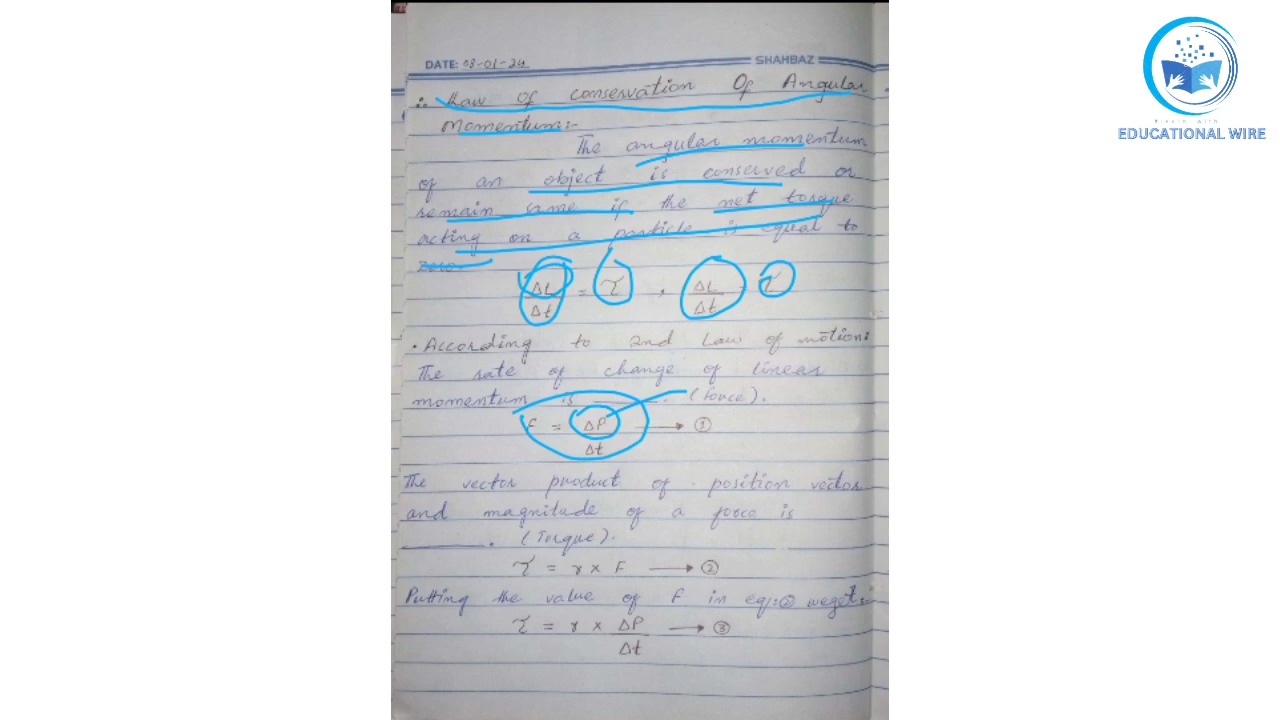 DATE: 03-01-24
SHAHBAZ
EDUCATIONAL WIRE
∴ Law of conservation Of Angular
Momentum:-
The angular momentum
of an object is conserved or
remain same if the net torque
acting on a particle is equal to
zero.
ΔL/Δt = τ , ΔL/Δt = τ
• According to 2nd Law of motion:
The rate of change of linear
momentum is ______. (force).
F = ΔP/Δt → ①
The vector product of position vector
and magnitude of a force is
______. (Torque).
τ = r × F → ②
Putting the value of F in eq:② we get:-
τ = r × ΔP/Δt → ③